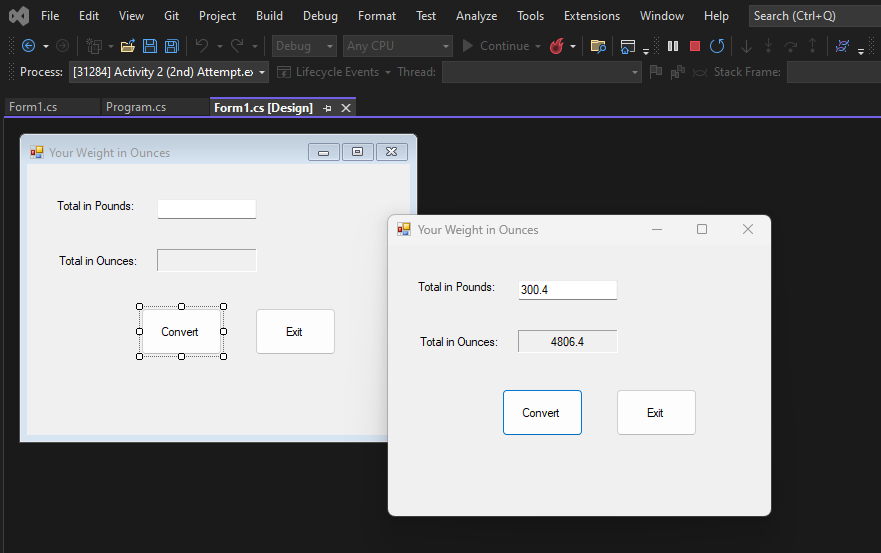 File Edit View Git Project Build Debug Format Test Analyze Tools Extensions Window Help Search (Ctrl+Q)
Debug Any CPU Continue
Process: [31284] Activity 2 (2nd) Attempt.ex Lifecycle Events Thread: Stack Frame:
Form1.cs Program.cs Form1.cs [Design]
Your Weight in Ounces
Total in Pounds:
Total in Ounces:
Convert Exit
Your Weight in Ounces
Total in Pounds: 300.4
Total in Ounces: 4806.4
Convert Exit